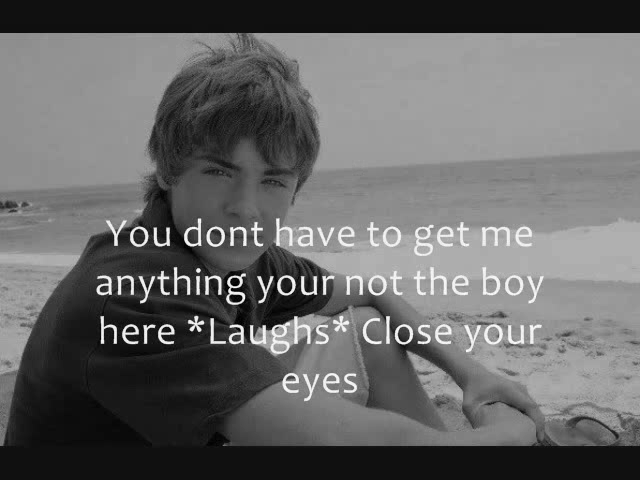 You dont have to get me
anything your not the boy
here *Laughs* Close your
eyes